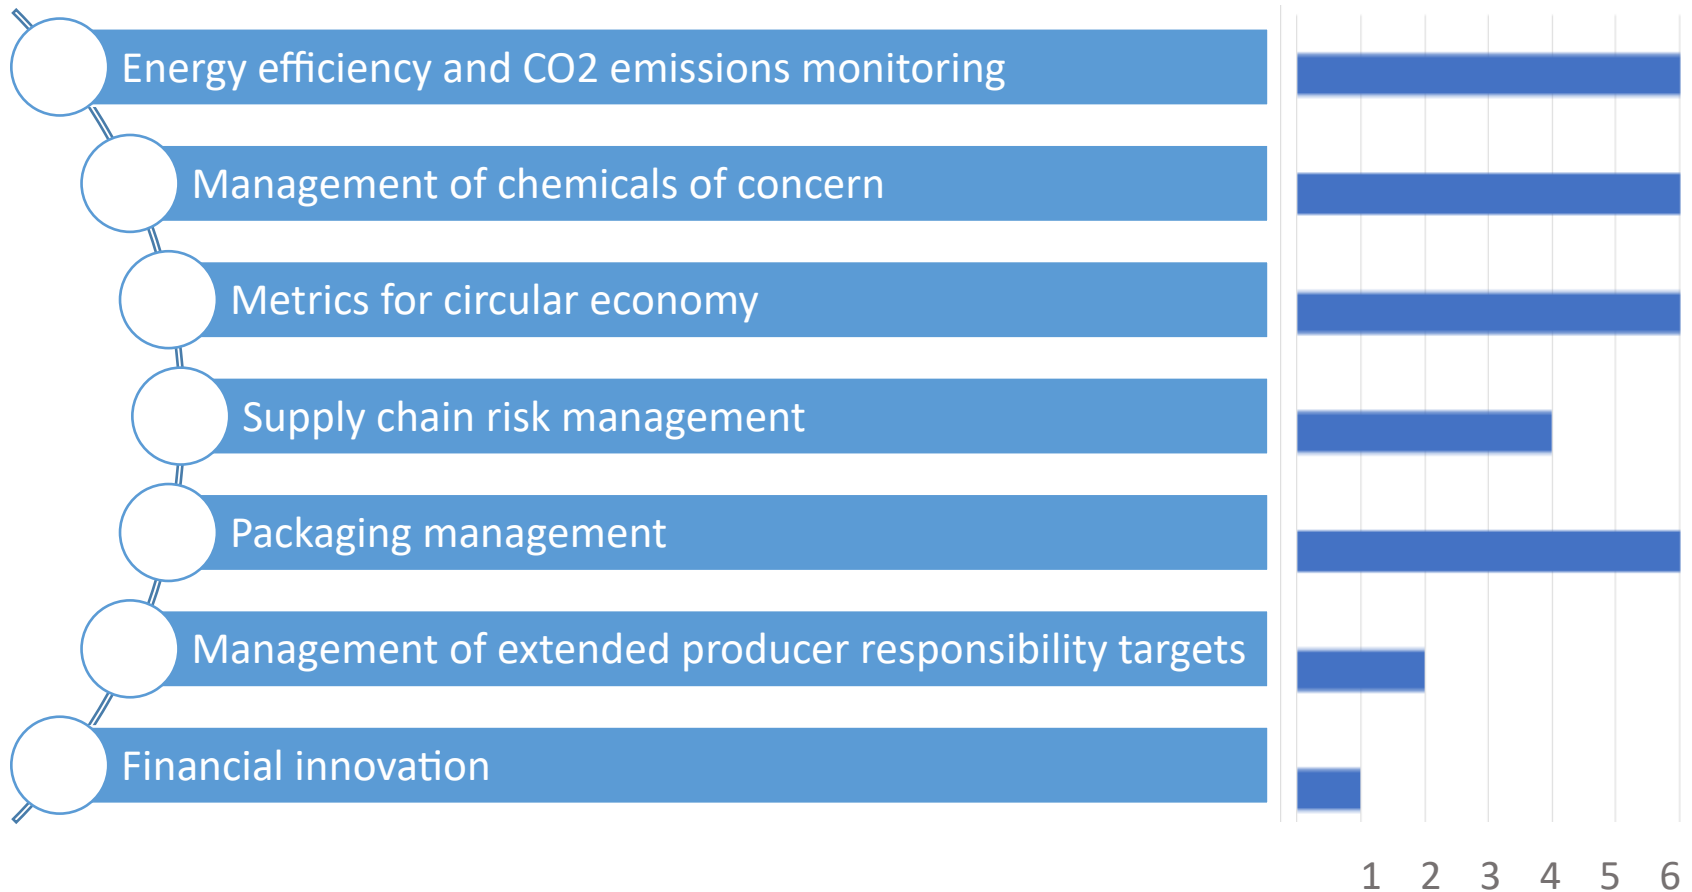 Energy efficiency and CO2 emissions monitoring
Management of chemicals of concern
Metrics for circular economy
Supply chain risk management
Packaging management
Management of extended producer responsibility targets
Financial innovation
1 2 3 4 5 6